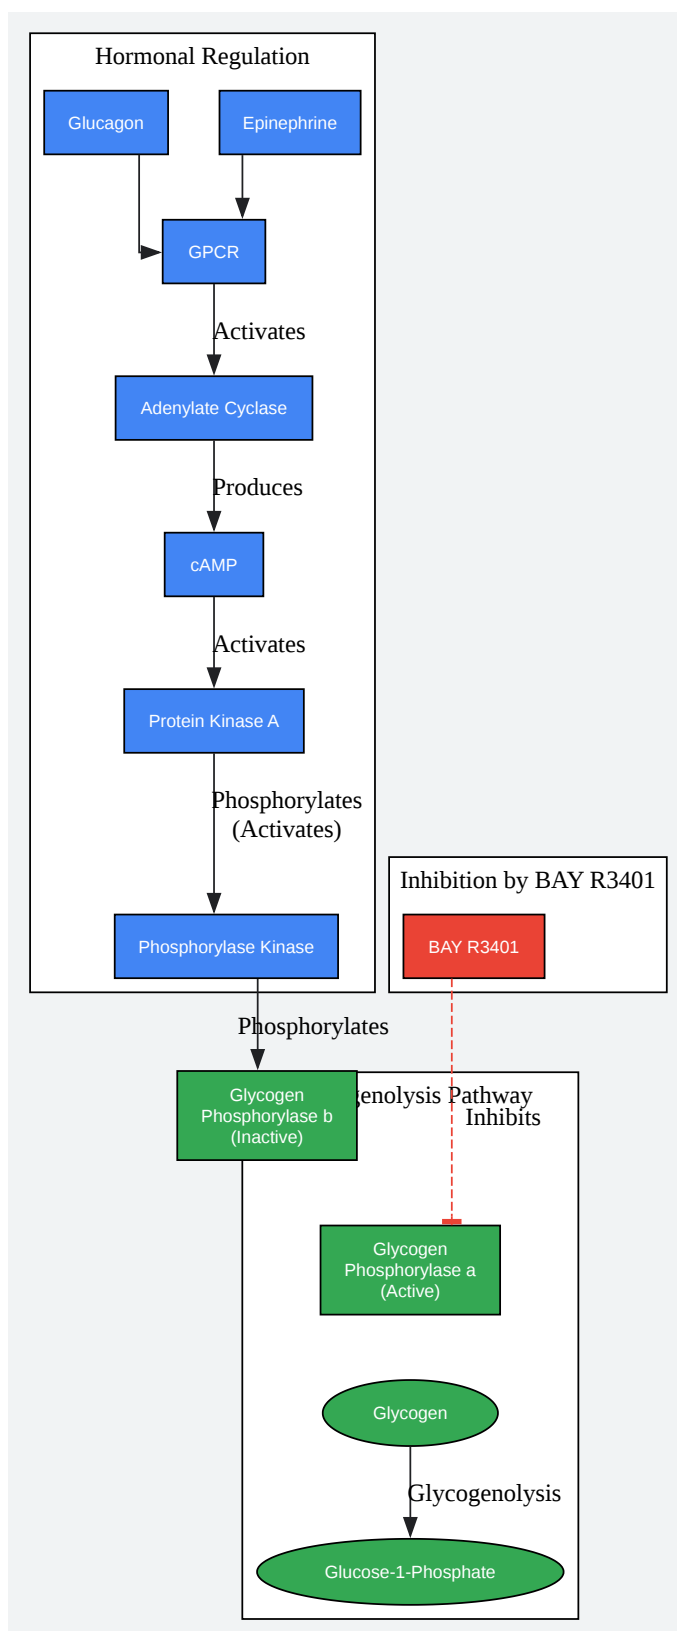 Hormonal Regulation
Glucagon
Epinephrine
GPCR
Activates
Adenylate Cyclase
Produces
cAMP
Activates
Protein Kinase A
Phosphorylates
(Activates)
Inhibition by BAY R3401
Phosphorylase Kinase
BAY R3401
Phosphorylates
Glycogen
Phosphorylase b
(Inactive)
Pathway
Inhibits
Glycogen
Phosphorylase a
(Active)
Glycogen
Glycogenolysis
Glucose-1-Phosphate